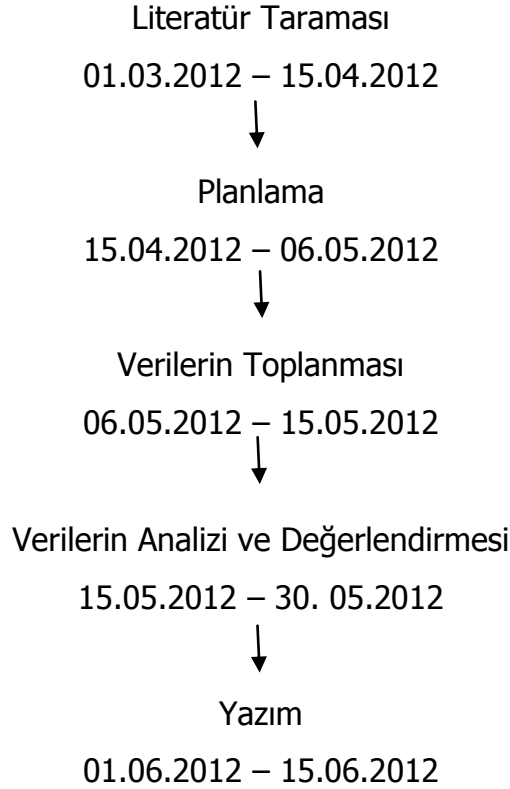 Literatür Taraması
01.03.2012 – 15.04.2012
Planlama
15.04.2012 – 06.05.2012
Verilerin Toplanması
06.05.2012 – 15.05.2012
Verilerin Analizi ve Değerlendirmesi
15.05.2012 – 30. 05.2012
Yazım
01.06.2012 – 15.06.2012